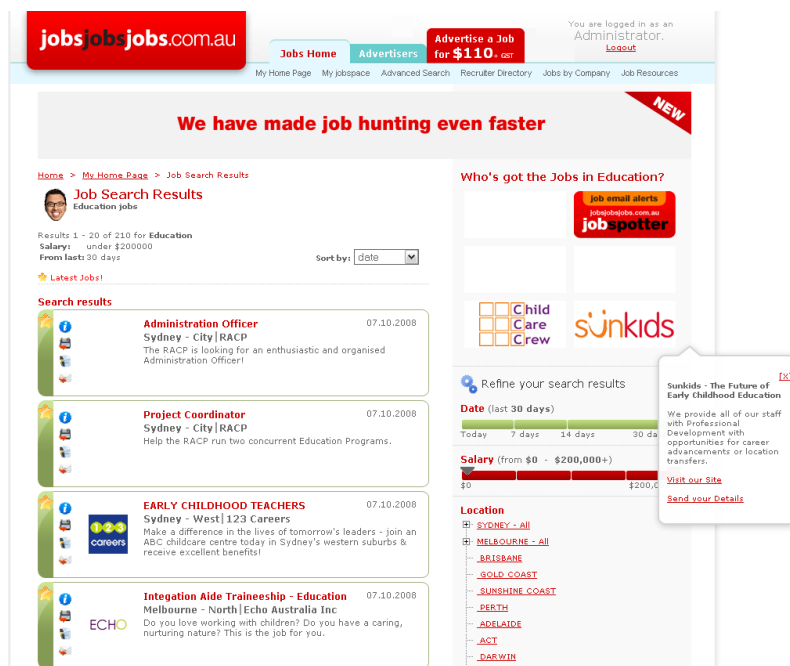 jobsjobsjobs.com.au
Jobs Home
Advertisers
Advertise a Job
for $110+ GST
You are logged in as an
Administrator.
Logout
My Home Page My jobspace Advanced Search Recruiter Directory Jobs by Company Job Resources
We have made job hunting even faster
NEW
Home > My Home Page > Job Search Results
Job Search Results
Education jobs
Results 1 - 20 of 210 for Education
Salary: under $200000
From last: 30 days
Sort by: date
Latest Jobs!
Search results
Administration Officer 07.10.2008
Sydney - City|RACP
The RACP is looking for an enthusiastic and organised
Administration Officer!
Project Coordinator 07.10.2008
Sydney - City|RACP
Help the RACP run two concurrent Education Programs.
123
careers
EARLY CHILDHOOD TEACHERS 07.10.2008
Sydney - West|123 Careers
Make a difference in the lives of tomorrow's leaders - join an
ABC childcare centre today in Sydney's western suburbs &
receive excellent benefits!
ECHO
Integation Aide Traineeship - Education 07.10.2008
Melbourne - North|Echo Australia Inc
Do you love working with children? Do you have a caring,
nurturing nature? This is the job for you.
Who's got the Jobs in Education?
job email alerts
jobsjobsjobs.com.au
jobspotter
Child
Care
Crew
sunkids
Refine your search results
Date (last 30 days)
Today 7 days 14 days 30 da
Salary (from $0 - $200,000+)
$0 $200,0
Location
SYDNEY - All
MELBOURNE - All
BRISBANE
GOLD COAST
SUNSHINE COAST
PERTH
ADELAIDE
ACT
DARWIN
[X]
Sunkids - The Future of
Early Childhood Education
We provide all of our staff
with Professional
Development with
opportunities for career
advancements or location
transfers.
Visit our Site
Send your Details